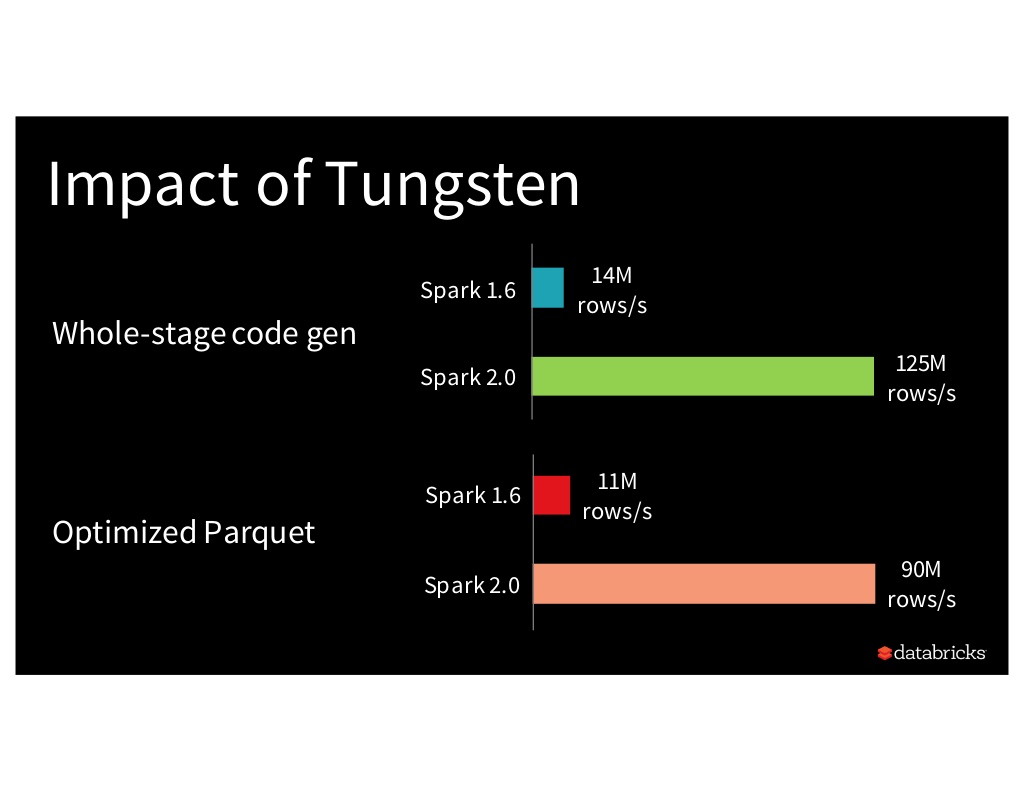 Impact of Tungsten
Whole-stage code gen
Spark 1.6
14M
rows/s
Spark 2.0
125M
rows/s
Optimized Parquet
Spark 1.6
11M
rows/s
Spark 2.0
90M
rows/s
databricks